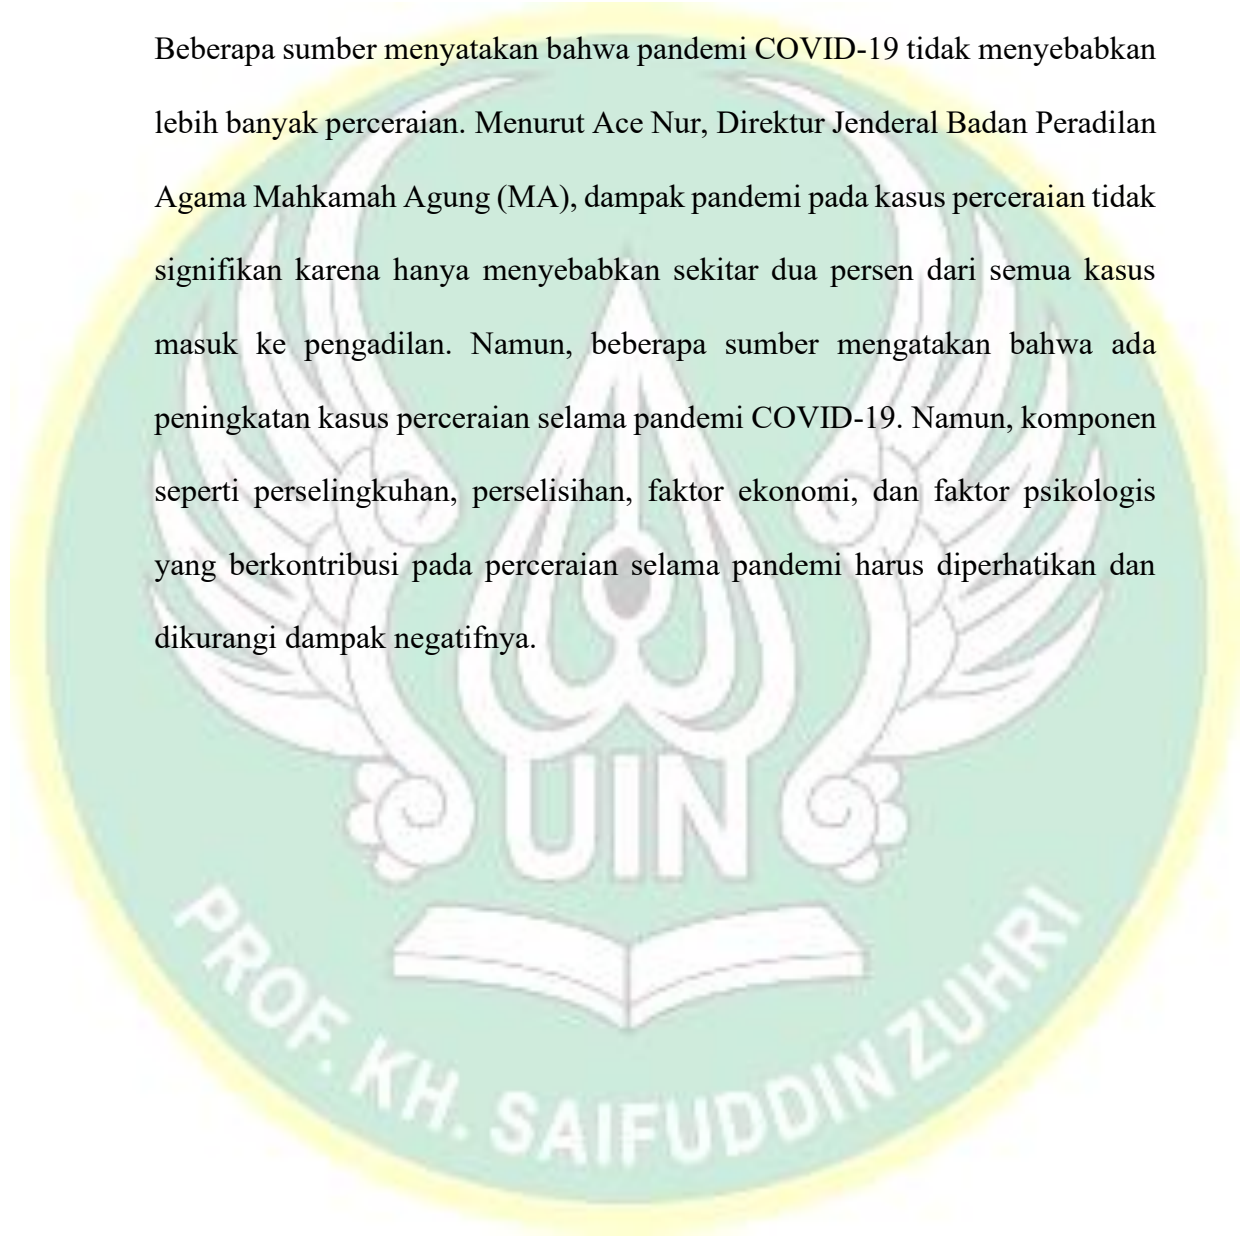 Beberapa sumber menyatakan bahwa pandemi COVID-19 tidak menyebabkan
lebih banyak perceraian. Menurut Ace Nur, Direktur Jenderal Badan Peradilan
Agama Mahkamah Agung (MA), dampak pandemi pada kasus perceraian tidak
signifikan karena hanya menyebabkan sekitar dua persen dari semua kasus
masuk ke pengadilan. Namun, beberapa sumber mengatakan bahwa ada
peningkatan kasus perceraian selama pandemi COVID-19. Namun, komponen
seperti perselingkuhan, perselisihan, faktor ekonomi, dan faktor psikologis
yang berkontribusi pada perceraian selama pandemi harus diperhatikan dan
dikurangi dampak negatifnya.
UIN
PROF. KH. SAIFUDDIN ZUHRI